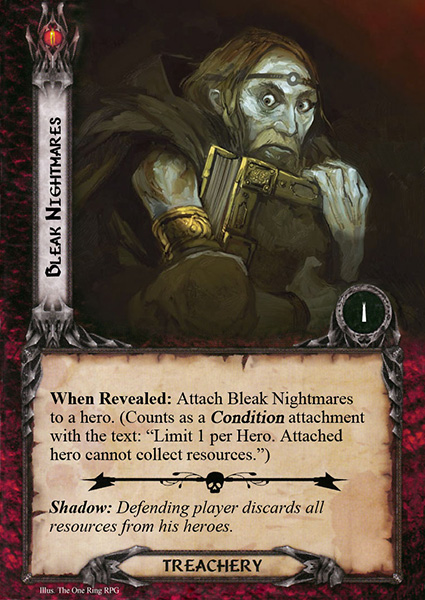 BLEAK NIGHTMARES
When Revealed: Attach Bleak Nightmares
to a hero. (Counts as a Condition attachment
with the text: “Limit 1 per Hero. Attached
hero cannot collect resources.”)
Shadow: Defending player discards all
resources from his heroes.
TREACHERY
Illus. The One Ring RPG